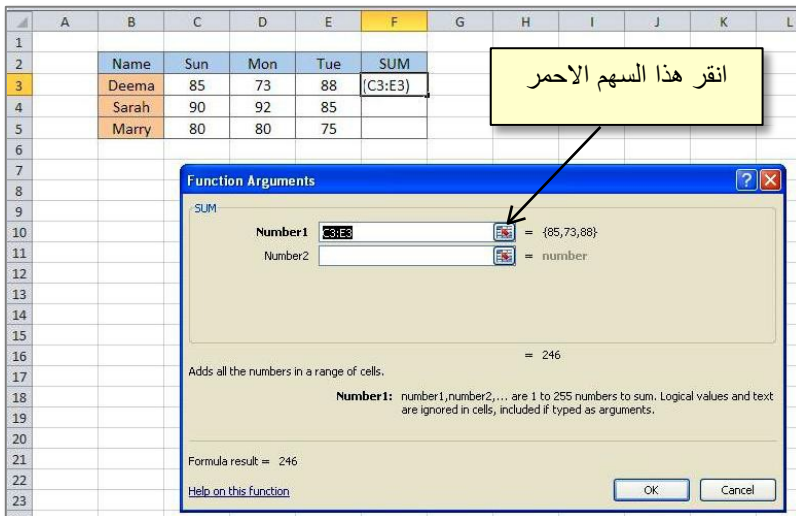 A B C D E F G H I J K L
1
2 Name Sun Mon Tue SUM
3 Deema 85 73 88 (C3:E3)
4 Sarah 90 92 85
5 Marry 80 80 75
انقر هذا السهم الاحمر
6
7
8
9
10
11
12
13
14
15
16
17
18
19
20
21
22
23
Function Arguments
SUM
Number1 C3:E3 = {85,73,88}
Number2 = number
= 246
Adds all the numbers in a range of cells.
Number1: number1,number2,... are 1 to 255 numbers to sum. Logical values and text
are ignored in cells, included if typed as arguments.
Formula result = 246
Help on this function
OK Cancel